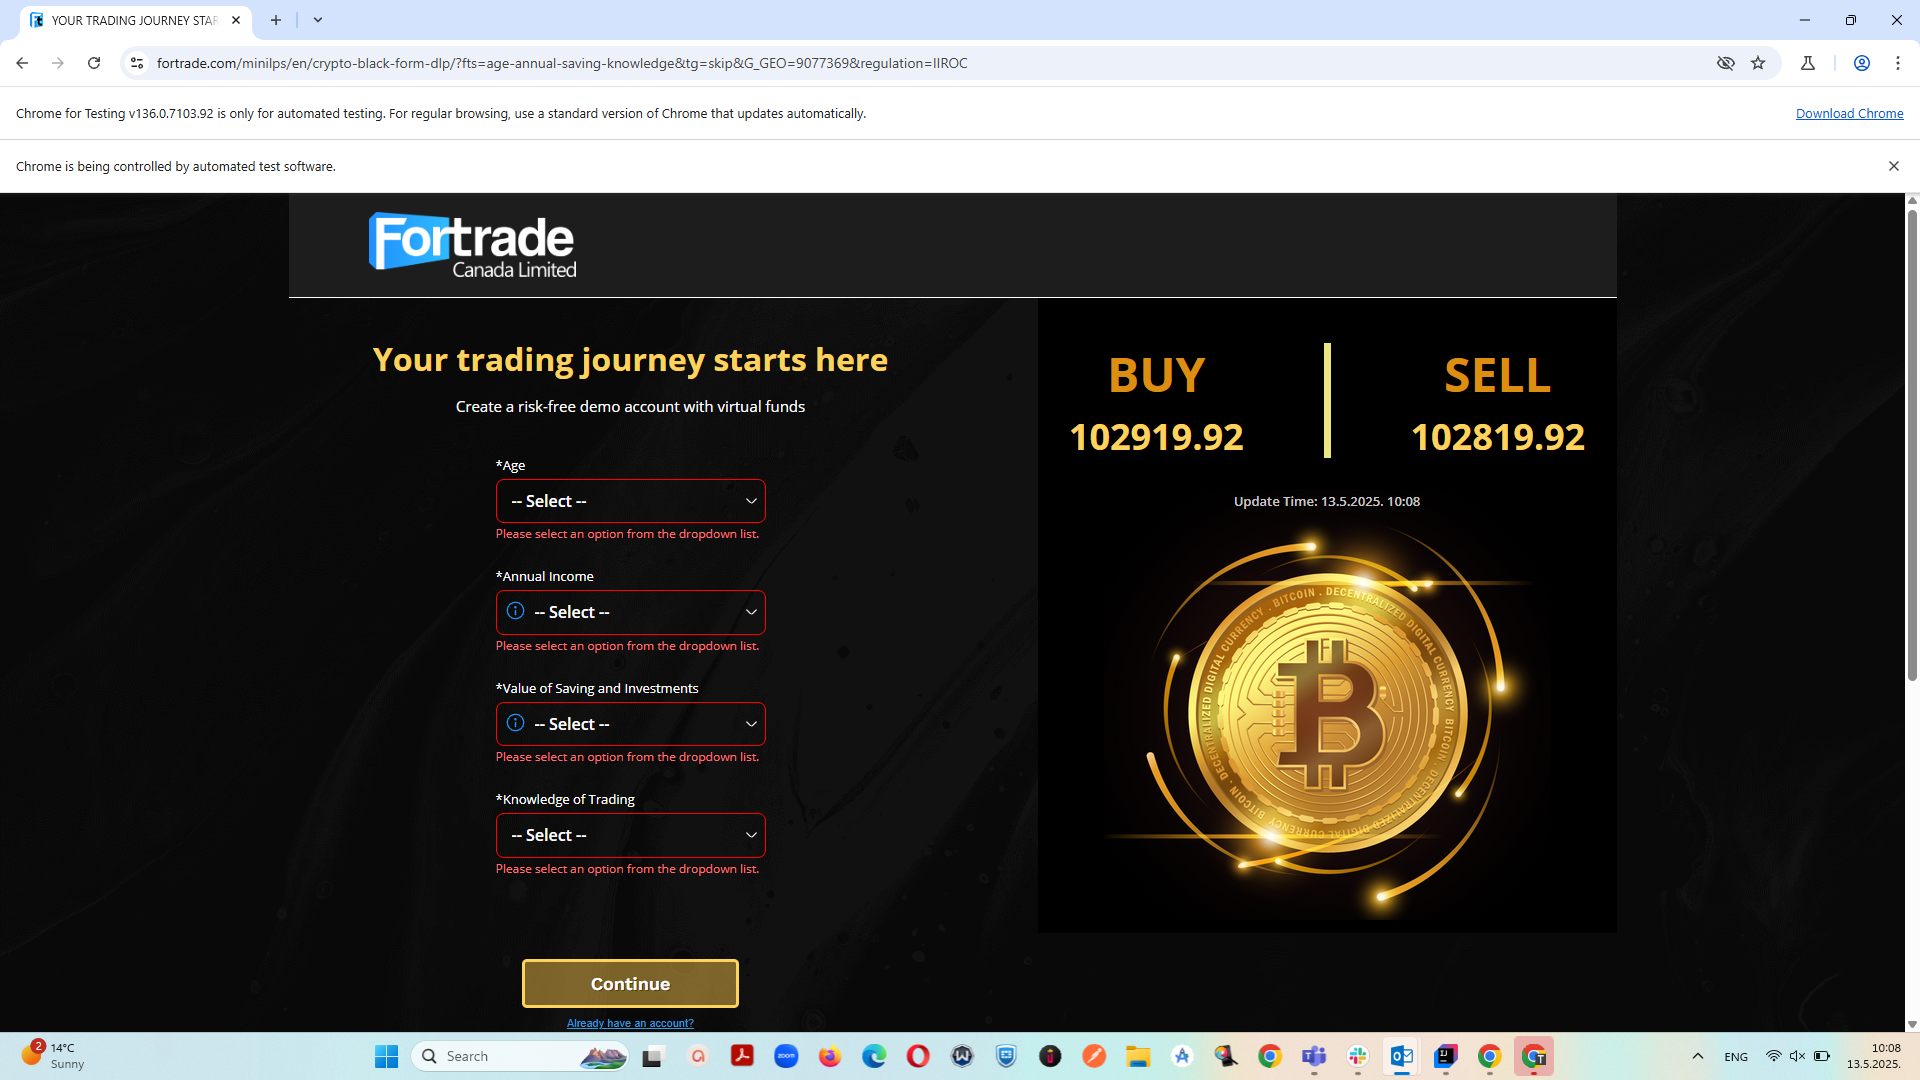 YOUR TRADING JOURNEY STAR
fortrade.com/minilps/en/crypto-black-form-dlp/?fts=age-annual-saving-knowledge&tg=skip&G_GEO=9077369&regulation=IIROC
Chrome for Testing v136.0.7103.92 is only for automated testing. For regular browsing, use a standard version of Chrome that updates automatically.
Download Chrome
Chrome is being controlled by automated test software.
Fortrade
Canada Limited
Your trading journey starts here
Create a risk-free demo account with virtual funds
*Age
-- Select --
Please select an option from the dropdown list.
*Annual Income
-- Select --
Please select an option from the dropdown list.
*Value of Saving and Investments
-- Select --
Please select an option from the dropdown list.
*Knowledge of Trading
-- Select --
Please select an option from the dropdown list.
Continue
Already have an account?
BUY
102919.92
SELL
102819.92
Update Time: 13.5.2025. 10:08
BITCOIN . DECENTRALIZED DIGITAL CURRENCY
BITCOIN . DECENTRALIZED DIGITAL CURRENCY
BITCOIN . DECENTRALIZED DIGITAL CURRENCY
2
14°C
Sunny
Search
zoom
ENG
10:08
13.5.2025.